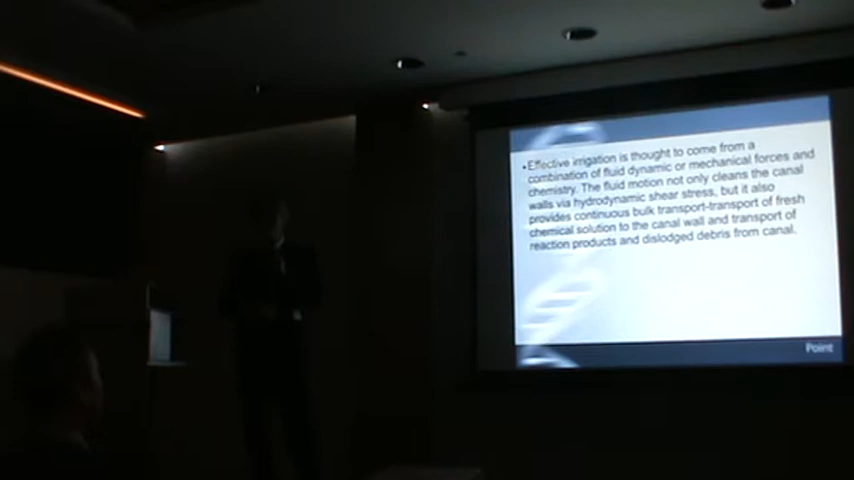 •Effective irrigation is thought to come from a
combination of fluid dynamic or mechanical forces and
chemistry. The fluid motion not only cleans the canal
walls via hydrodynamic shear stress, but it also
provides continuous bulk transport-transport of fresh
chemical solution to the canal wall and transport of
reaction products and dislodged debris from canal.
Point